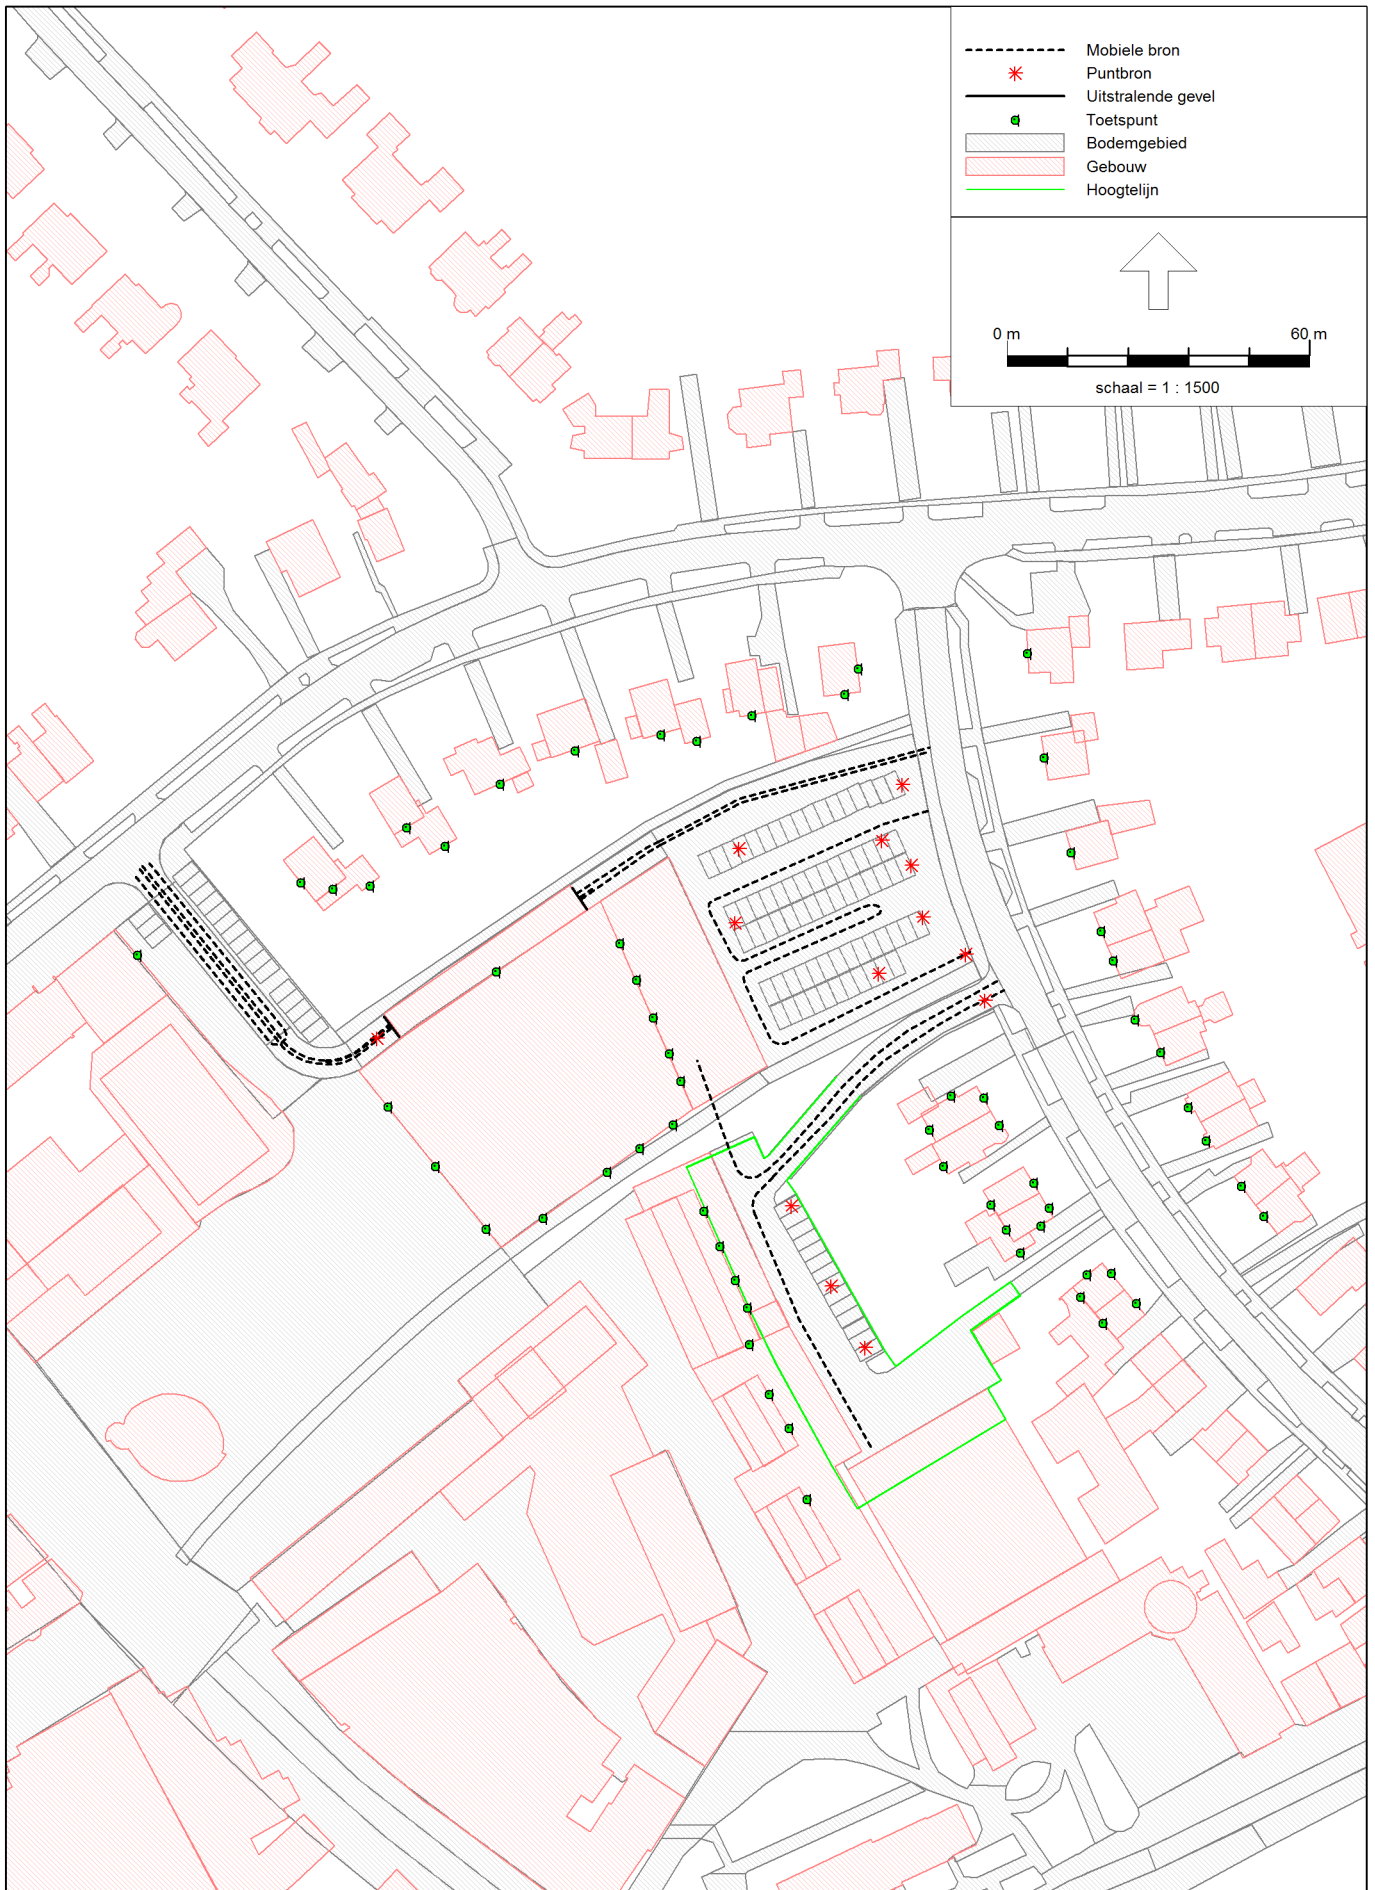 Mobiele bron
Puntbron
Uitstralende gevel
Toetspunt
Bodemgebied
Gebouw
Hoogtelijn
0 m 60 m
schaal = 1 : 1500